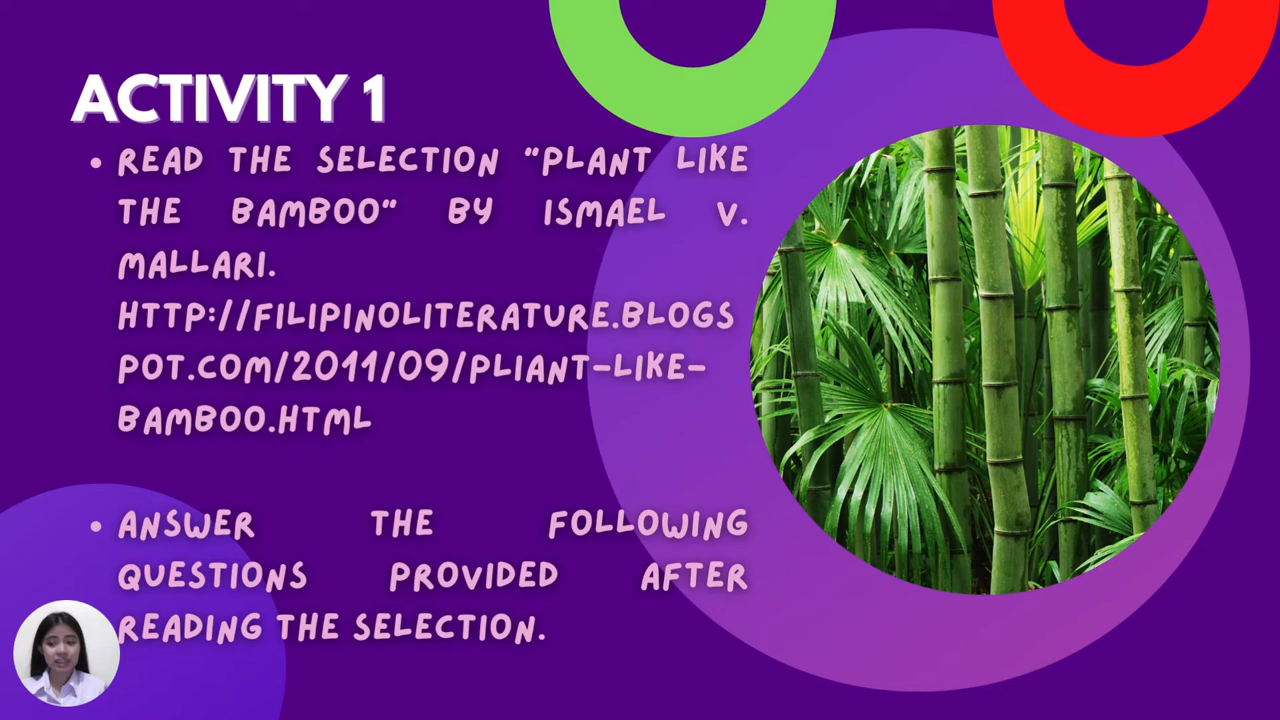 ACTIVITY 1
• READ THE SELECTION "PLANT LIKE
THE BAMBOO" BY ISMAEL V.
MALLARI.
HTTP://FILIPINOLITERATURE.BLOGS
POT.COM/2011/09/PLIANT-LIKE-
BAMBOO.HTML
• ANSWER THE FOLLOWING
QUESTIONS PROVIDED AFTER
READING THE SELECTION.